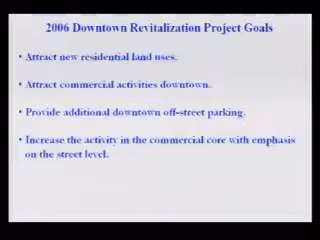 2006 Downtown Revitalization Project Goals
• Attract new residential land uses.
• Attract commercial activities downtown.
• Provide additional downtown off-street parking.
• Increase the activity in the commercial core with emphasis
on the street level.